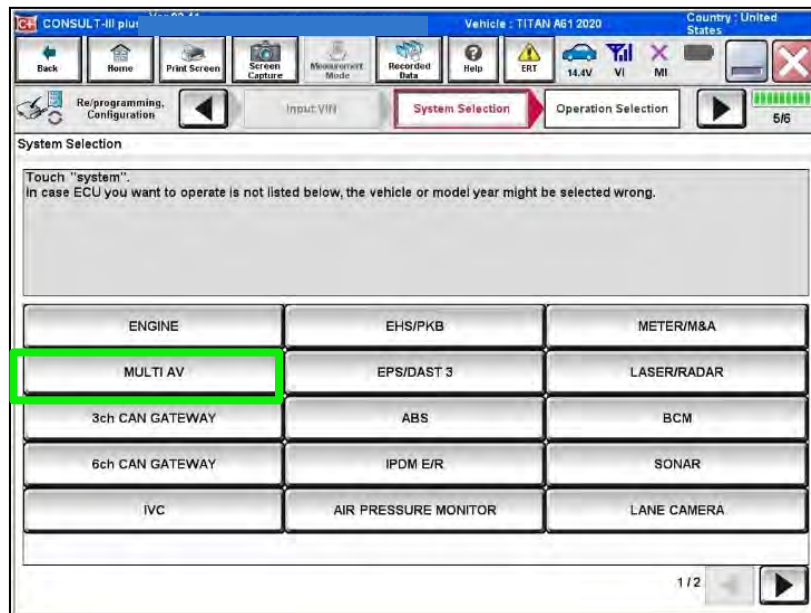 C+ CONSULT-III plus
Vehicle : TITAN A61 2020
Country : United States
Back
Home
Print Screen
Screen Capture
Measurement Mode
Recorded Data
Help
ERT
14.4V
VI
MI
Re/programming, Configuration
Input VIN
System Selection
Operation Selection
5/6
System Selection
Touch "system".
In case ECU you want to operate is not listed below, the vehicle or model year might be selected wrong.
ENGINE
EHS/PKB
METER/M&A
MULTI AV
EPS/DAST 3
LASER/RADAR
3ch CAN GATEWAY
ABS
BCM
6ch CAN GATEWAY
IPDM E/R
SONAR
IVC
AIR PRESSURE MONITOR
LANE CAMERA
1/2